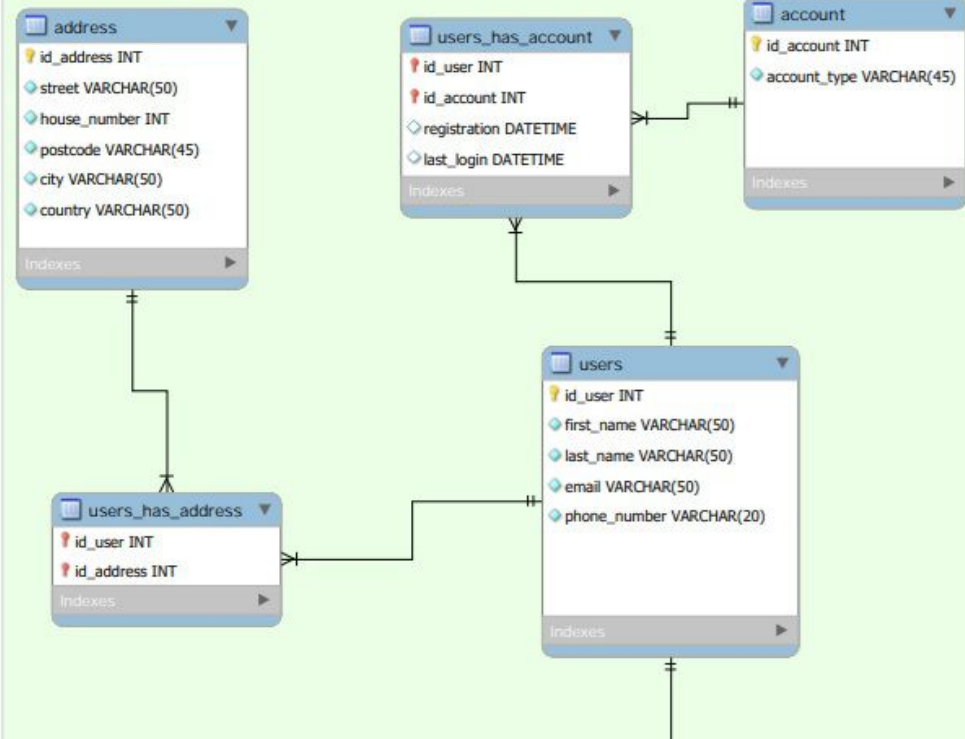 address
id_address INT
street VARCHAR(50)
house_number INT
postcode VARCHAR(45)
city VARCHAR(50)
country VARCHAR(50)
Indexes
users_has_account
id_user INT
id_account INT
registration DATETIME
last_login DATETIME
Indexes
account
id_account INT
account_type VARCHAR(45)
Indexes
users_has_address
id_user INT
id_address INT
Indexes
users
id_user INT
first_name VARCHAR(50)
last_name VARCHAR(50)
email VARCHAR(50)
phone_number VARCHAR(20)
Indexes